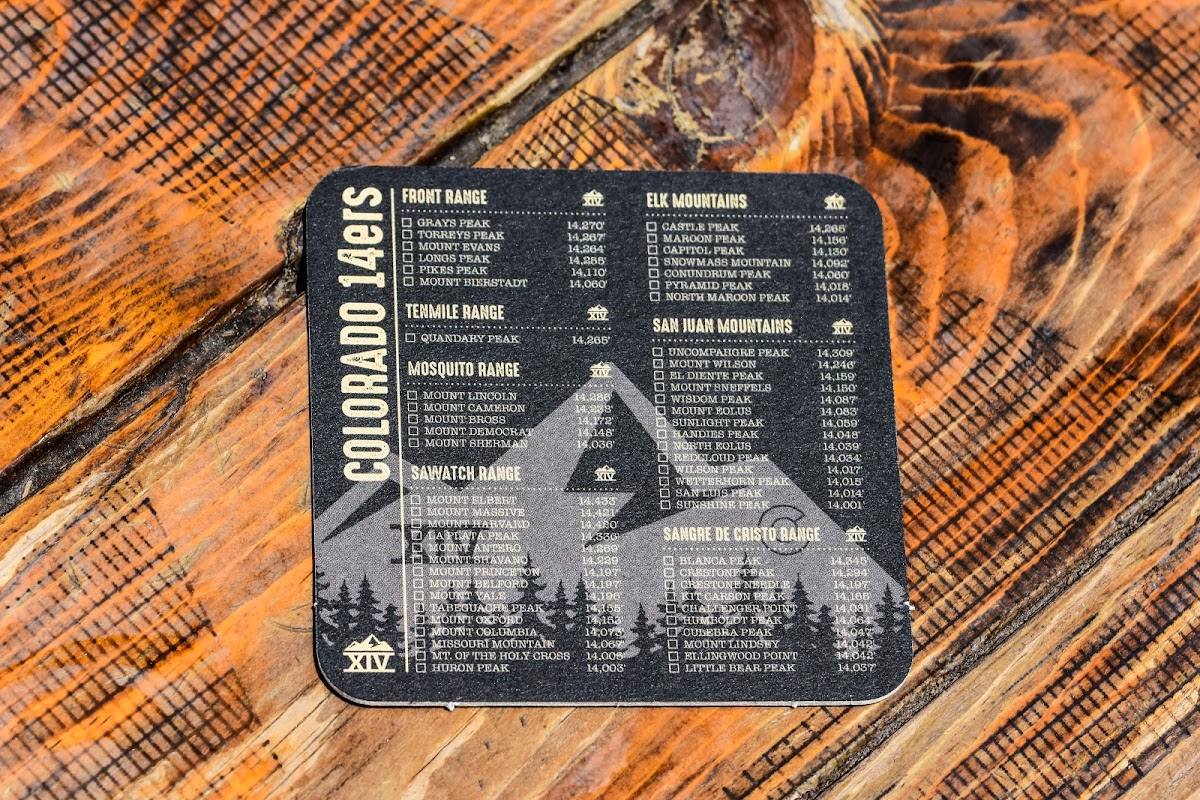 COLORADO 14ers
XIV
FRONT RANGE XIV
GRAYS PEAK 14,270'
TORREYS PEAK 14,267'
MOUNT EVANS 14,264'
LONGS PEAK 14,255'
PIKES PEAK 14,110'
MOUNT BIERSTADT 14,060'
TENMILE RANGE XIV
QUANDARY PEAK 14,265'
MOSQUITO RANGE XIV
MOUNT LINCOLN 14,286'
MOUNT CAMERON 14,238'
MOUNT BROSS 14,172'
MOUNT DEMOCRAT 14,148'
MOUNT SHERMAN 14,036'
SAWATCH RANGE XIV
MOUNT ELBERT 14,433'
MOUNT MASSIVE 14,421'
MOUNT HARVARD 14,420'
LA PLATA PEAK 14,336'
MOUNT ANTERO 14,269'
MOUNT SHAVANO 14,229'
MOUNT PRINCETON 14,197'
MOUNT BELFORD 14,197'
MOUNT YALE 14,196'
TABEGUACHE PEAK 14,155'
MOUNT OXFORD 14,153'
MOUNT COLUMBIA 14,073'
MISSOURI MOUNTAIN 14,067'
MT. OF THE HOLY CROSS 14,005'
HURON PEAK 14,003'
ELK MOUNTAINS XIV
CASTLE PEAK 14,265'
MAROON PEAK 14,156'
CAPITOL PEAK 14,130'
SNOWMASS MOUNTAIN 14,092'
CONUNDRUM PEAK 14,060'
PYRAMID PEAK 14,018'
NORTH MAROON PEAK 14,014'
SAN JUAN MOUNTAINS XIV
UNCOMPAHGRE PEAK 14,309'
MOUNT WILSON 14,246'
EL DIENTE PEAK 14,159'
MOUNT SNEFFELS 14,150'
WISDOM PEAK 14,087'
MOUNT EOLUS 14,083'
SUNLIGHT PEAK 14,059'
HANDIES PEAK 14,048'
NORTH EOLUS 14,039'
REDCLOUD PEAK 14,034'
WILSON PEAK 14,017'
WETTERHORN PEAK 14,015'
SAN LUIS PEAK 14,014'
SUNSHINE PEAK 14,001'
SANGRE DE CRISTO RANGE XIV
BLANCA PEAK 14,345'
CRESTONE PEAK 14,294'
CRESTONE NEEDLE 14,197'
KIT CARSON PEAK 14,165'
CHALLENGER POINT 14,081'
HUMBOLDT PEAK 14,064'
CULEBRA PEAK 14,047'
MOUNT LINDSEY 14,042'
ELLINGWOOD POINT 14,042'
LITTLE BEAR PEAK 14,037'